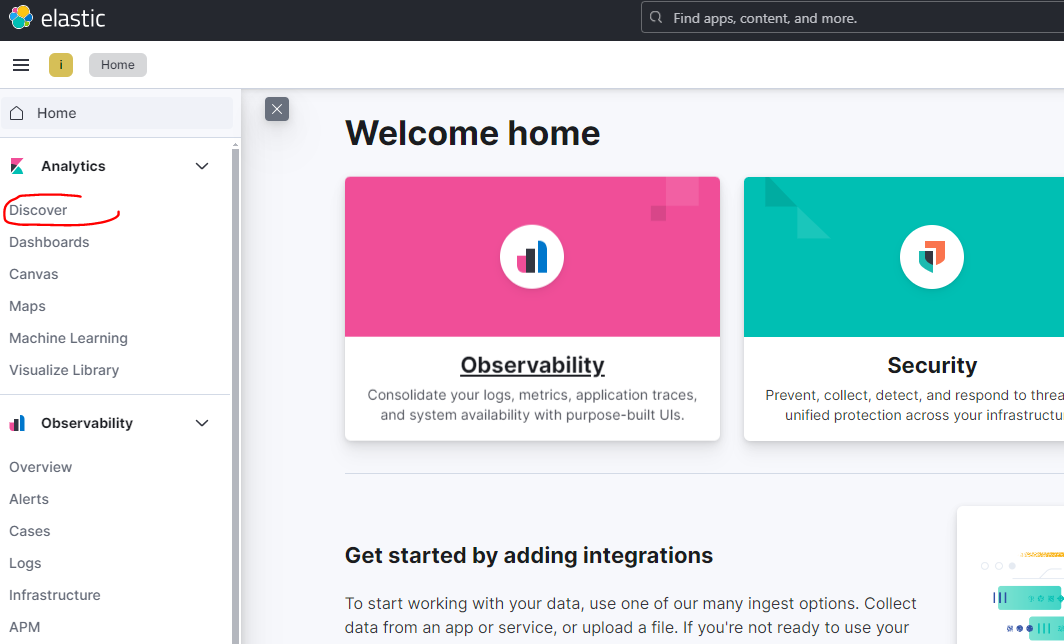 elastic
Find apps, content, and more.
i
Home
Home
Analytics
Discover
Dashboards
Canvas
Maps
Machine Learning
Visualize Library
Observability
Overview
Alerts
Cases
Logs
Infrastructure
APM
Welcome home
Observability
Consolidate your logs, metrics, application traces,
and system availability with purpose-built UIs.
Security
Prevent, collect, detect, and respond to
unified protection across your
Get started by adding integrations
To start working with your data, use one of our many ingest options. Collect
data from an app or service, or upload a file. If you're not ready to use your